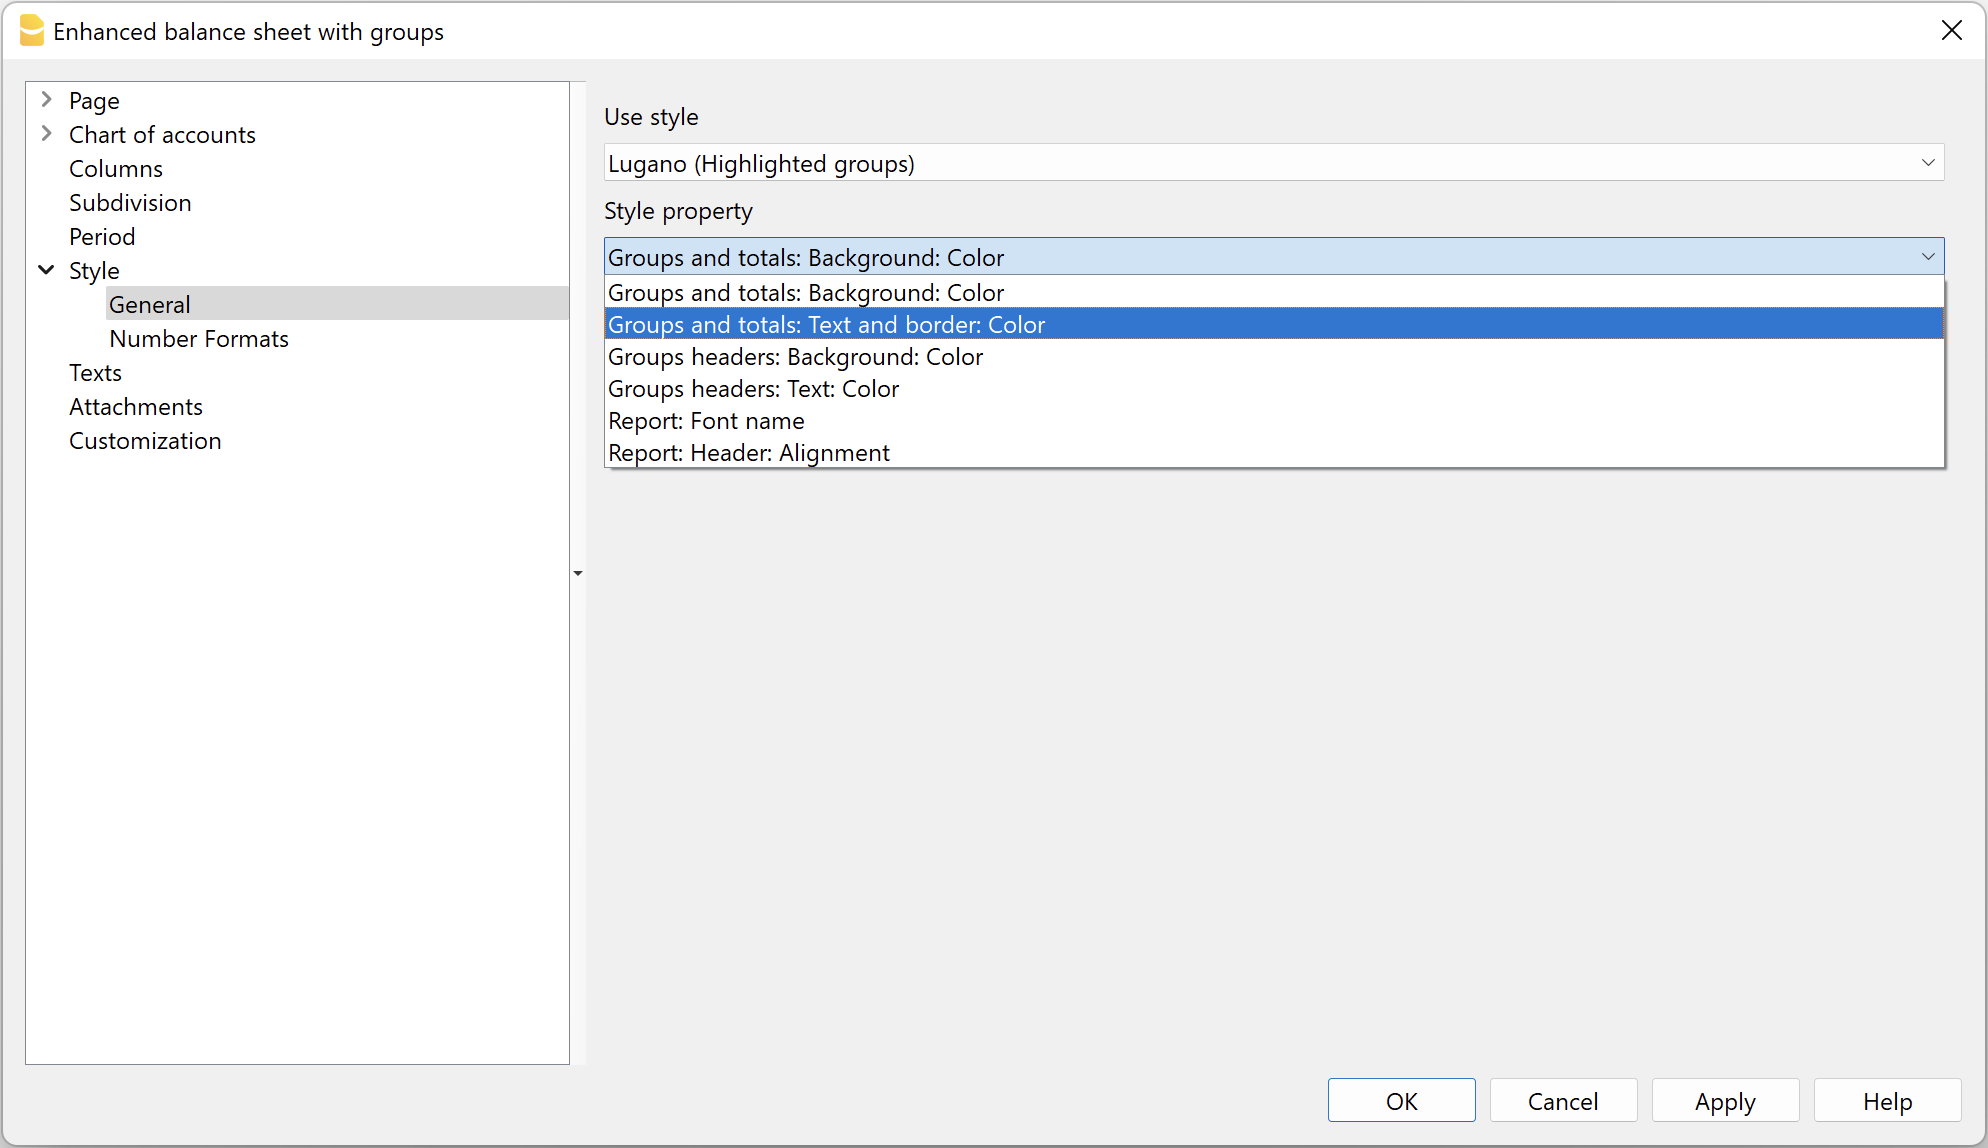 Enhanced balance sheet with groups
Page
Chart of accounts
Columns
Subdivision
Period
Style
General
Number Formats
Texts
Attachments
Customization
Use style
Lugano (Highlighted groups)
Style property
Groups and totals: Background: Color
Groups and totals: Background: Color
Groups and totals: Text and border: Color
Groups headers: Background: Color
Groups headers: Text: Color
Report: Font name
Report: Header: Alignment
OK
Cancel
Apply
Help